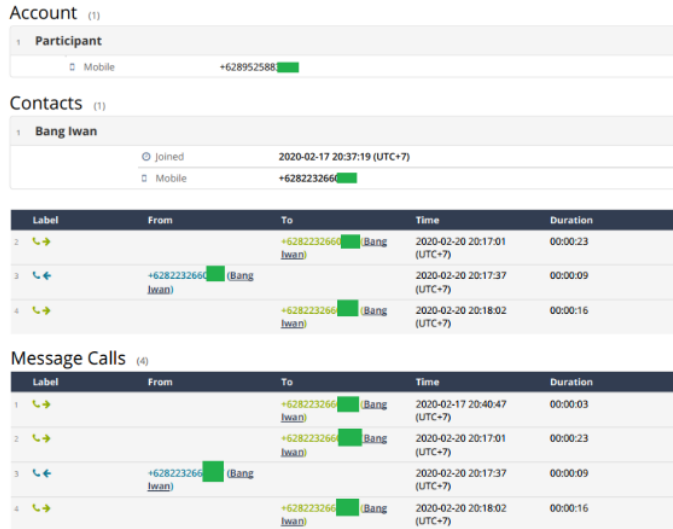 Account (1)
1 Participant
Mobile +628952588
Contacts (1)
1 Bang Iwan
Joined 2020-02-17 20:37:19 (UTC+7)
Mobile +628223266
Label From To Time Duration
2 +628223266 (Bang 2020-02-20 20:17:01 00:00:23
Iwan) (UTC+7)
3 +628223266 (Bang 2020-02-20 20:17:37 00:00:09
Iwan) (UTC+7)
4 +628223266 (Bang 2020-02-20 20:18:02 00:00:16
Iwan) (UTC+7)
Message Calls (4)
Label From To Time Duration
1 +628223266 (Bang 2020-02-17 20:40:47 00:00:03
Iwan) (UTC+7)
2 +628223266 (Bang 2020-02-20 20:17:01 00:00:23
Iwan) (UTC+7)
3 +628223266 (Bang 2020-02-20 20:17:37 00:00:09
Iwan) (UTC+7)
4 +628223266 (Bang 2020-02-20 20:18:02 00:00:16
Iwan) (UTC+7)